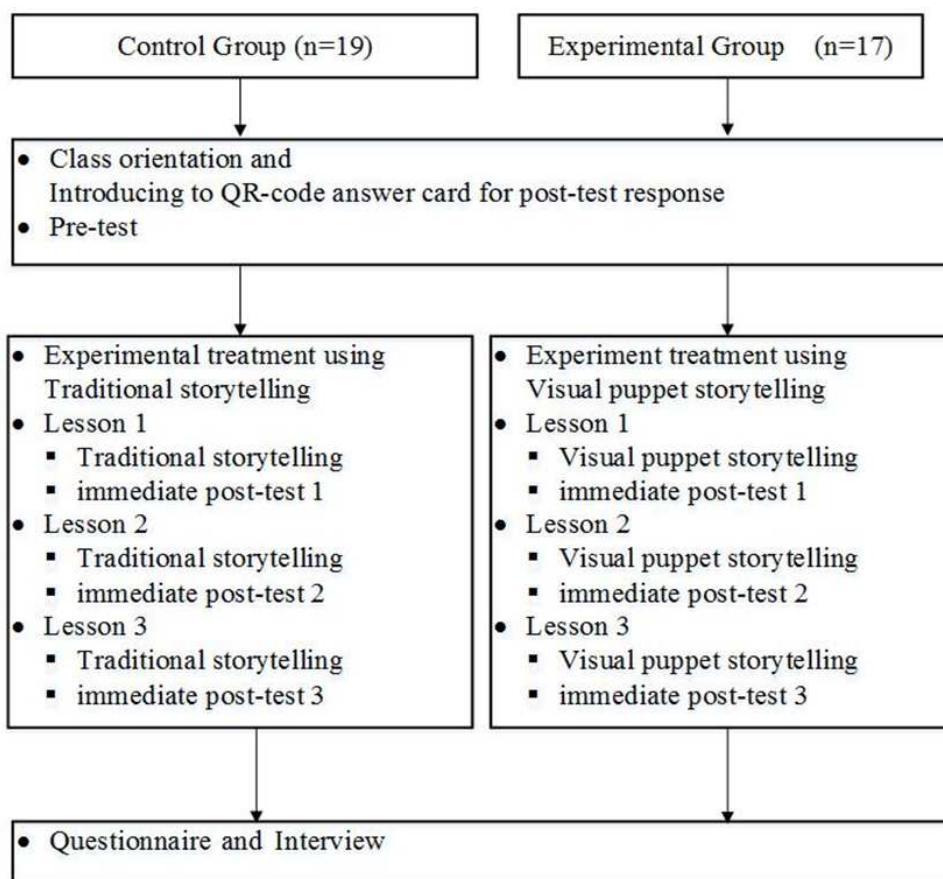 Control Group (n=19)
Experimental Group (n=17)
• Class orientation and
Introducing to QR-code answer card for post-test response
• Pre-test
• Experimental treatment using
Traditional storytelling
• Lesson 1
▪ Traditional storytelling
▪ immediate post-test 1
• Lesson 2
▪ Traditional storytelling
▪ immediate post-test 2
• Lesson 3
▪ Traditional storytelling
▪ immediate post-test 3
• Experiment treatment using
Visual puppet storytelling
• Lesson 1
▪ Visual puppet storytelling
▪ immediate post-test 1
• Lesson 2
▪ Visual puppet storytelling
▪ immediate post-test 2
• Lesson 3
▪ Visual puppet storytelling
▪ immediate post-test 3
• Questionnaire and Interview